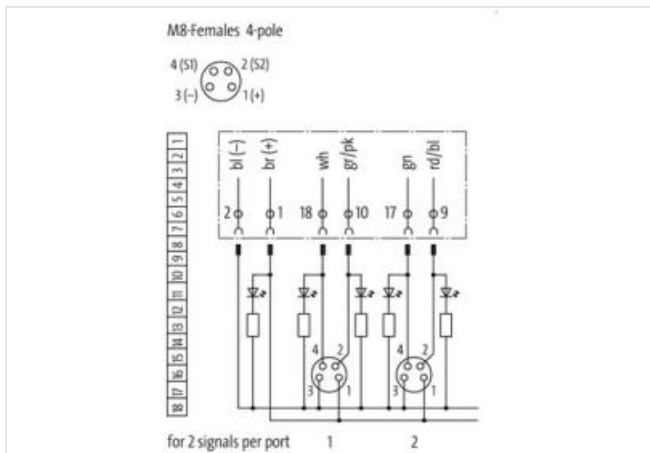 M8-Females 4-pole
4 (S1) 2 (S2)
3 (–) 1 (+)
1
2
3
4
5
6
7
8
9
10
11
12
13
14
15
16
17
18
bl (–) br (+) wh gr/pk gn rd/bl
2 1 18 10 17 9
4 2 4 2
3 1 3 1
for 2 signals per port 1 2